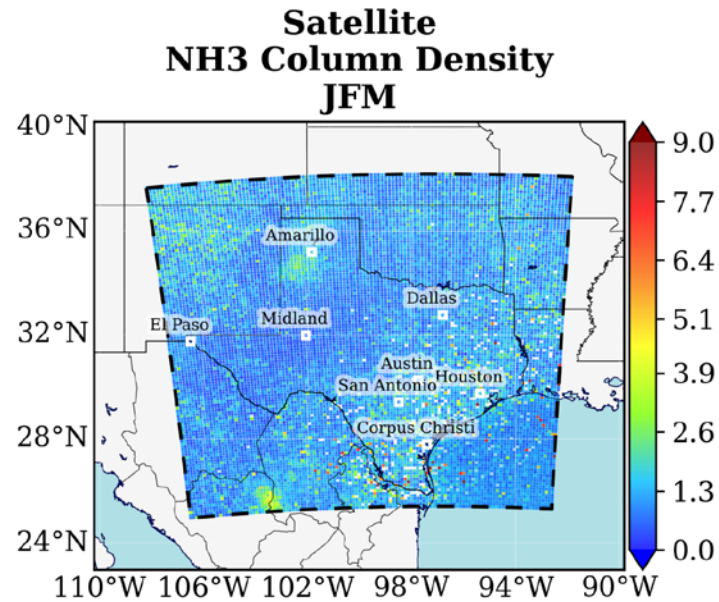 Satellite
NH3 Column Density
JFM
40°N
36°N
32°N
28°N
24°N
110°W 106°W 102°W 98°W 94°W 90°W
Amarillo
Dallas
El Paso
Midland
Austin
San Antonio
Houston
Corpus Christi
9.0
7.7
6.4
5.1
3.9
2.6
1.3
0.0